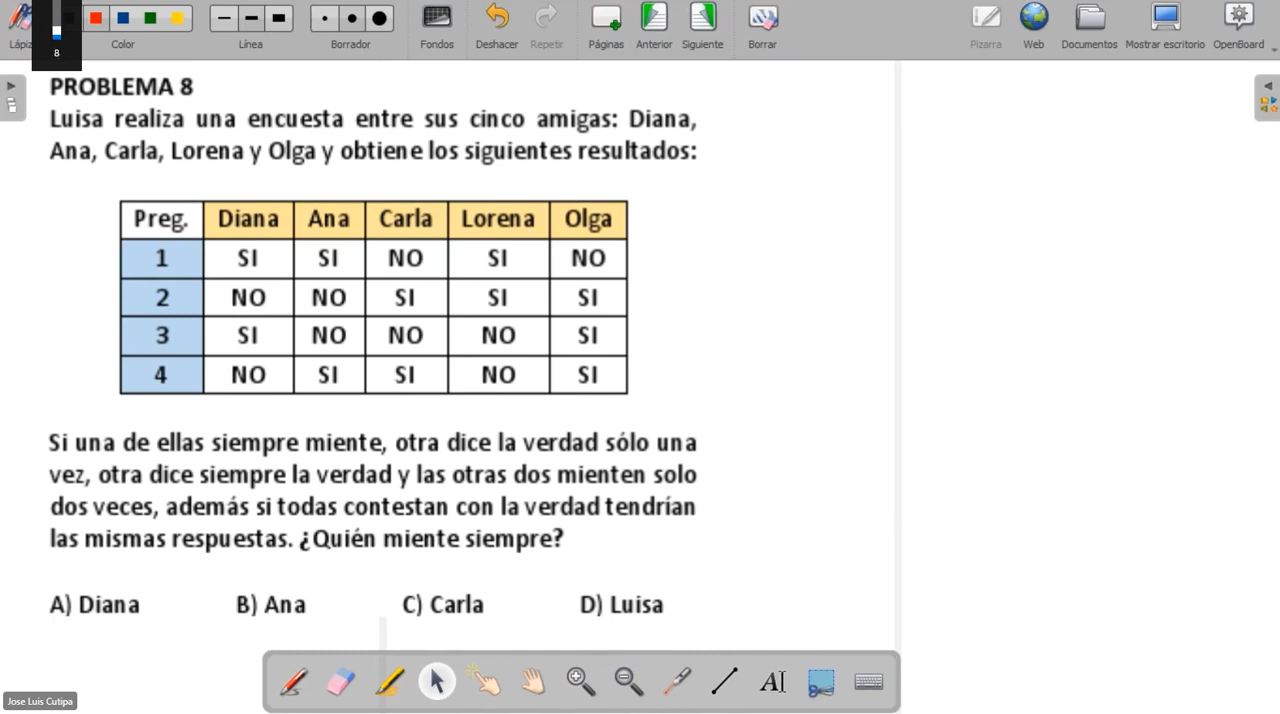 Lápiz
8
Color
Línea
Borrador
Fondos
Deshacer
Repetir
Páginas
Anterior
Siguiente
Borrar
Pizarra
Web
Documentos
Mostrar escritorio
OpenBoard
PROBLEMA 8
Luisa realiza una encuesta entre sus cinco amigas: Diana,
Ana, Carla, Lorena y Olga y obtiene los siguientes resultados:
Preg. Diana Ana Carla Lorena Olga
1 SI SI NO SI NO
2 NO NO SI SI SI
3 SI NO NO NO SI
4 NO SI SI NO SI
Si una de ellas siempre miente, otra dice la verdad sólo una
vez, otra dice siempre la verdad y las otras dos mienten solo
dos veces, además si todas contestan con la verdad tendrían
las mismas respuestas. ¿Quién miente siempre?
A) Diana B) Ana C) Carla D) Luisa
AI
Jose Luis Cutipa